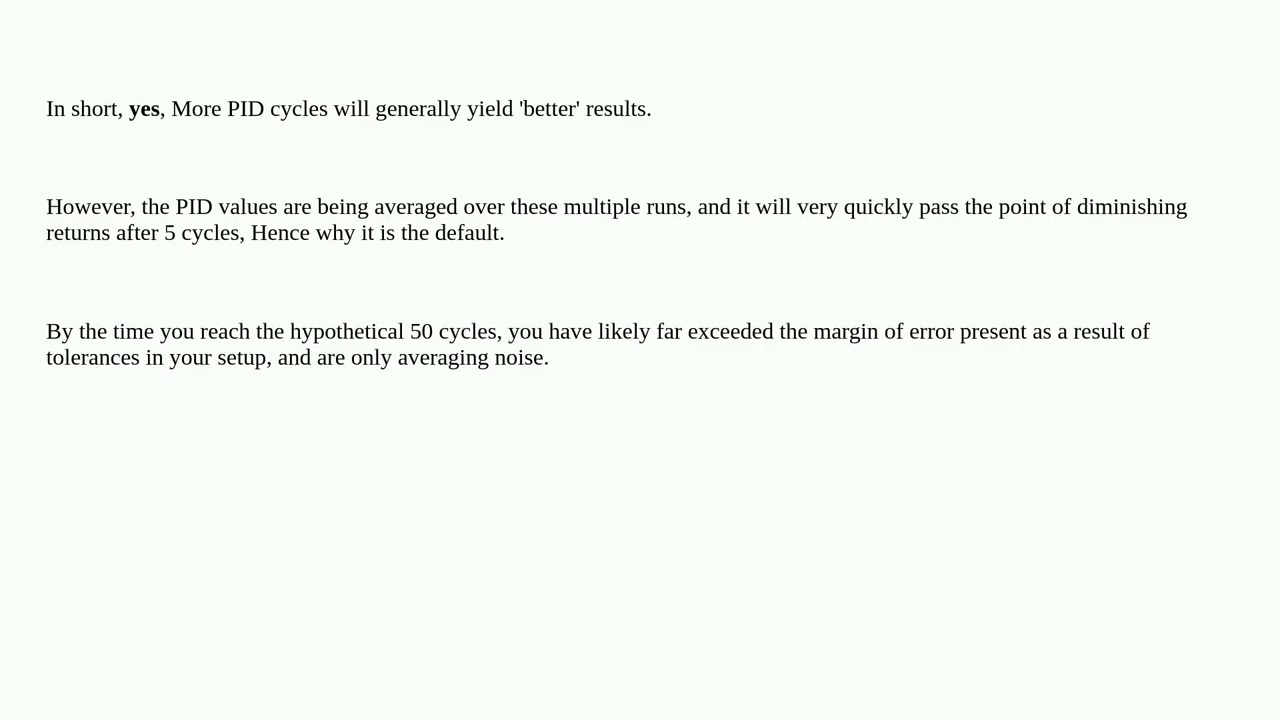 In short, yes, More PID cycles will generally yield 'better' results.
However, the PID values are being averaged over these multiple runs, and it will very quickly pass the point of diminishing
returns after 5 cycles, Hence why it is the default.
By the time you reach the hypothetical 50 cycles, you have likely far exceeded the margin of error present as a result of
tolerances in your setup, and are only averaging noise.